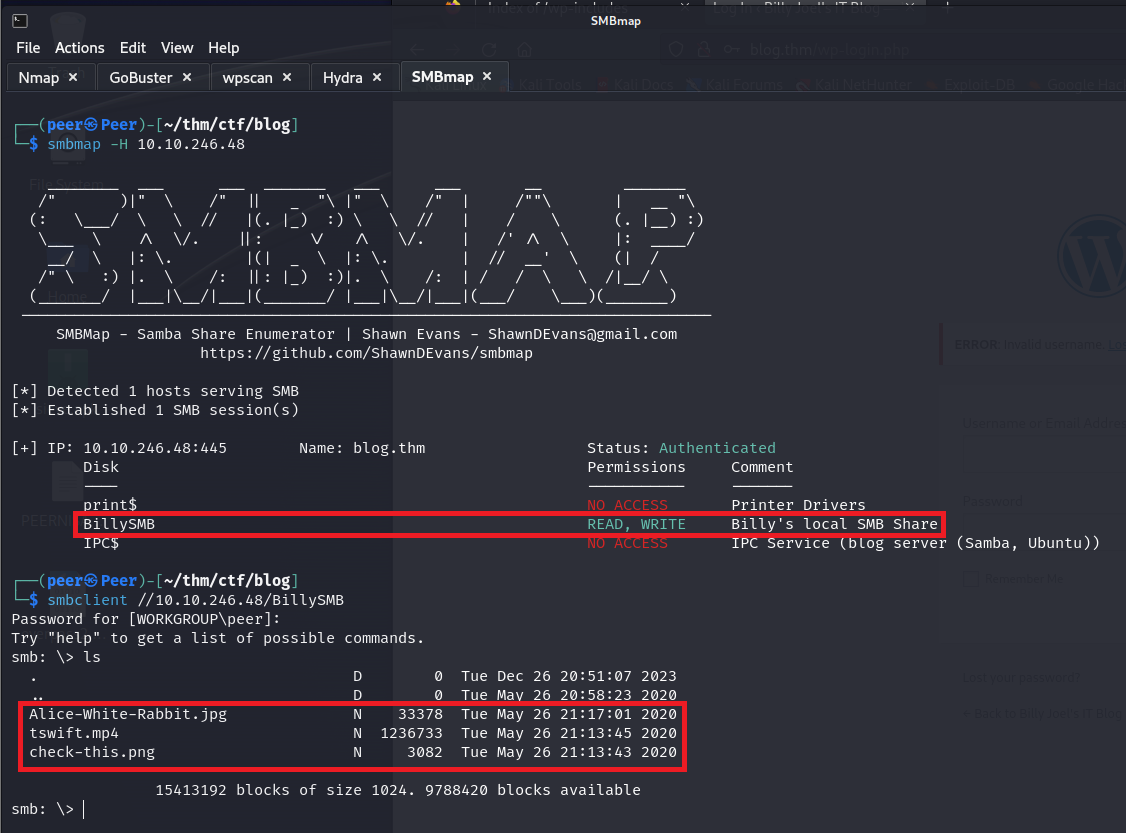 Index of /wp-includes
SMBmap
File Actions Edit View Help
Nmap × GoBuster × wpscan × Hydra × SMBmap ×
┌──(peer㉿Peer)-[~/thm/ctf/blog]
└─$ smbmap -H 10.10.246.48
SMBMap - Samba Share Enumerator | Shawn Evans - ShawnDEvans@gmail.com
https://github.com/ShawnDEvans/smbmap
[*] Detected 1 hosts serving SMB
[*] Established 1 SMB session(s)
[+] IP: 10.10.246.48:445 Name: blog.thm Status: Authenticated
Disk Permissions Comment
---- ----------- -------
print$ NO ACCESS Printer Drivers
BillySMB READ, WRITE Billy's local SMB Share
IPC$ NO ACCESS IPC Service (blog server (Samba, Ubuntu))
┌──(peer㉿Peer)-[~/thm/ctf/blog]
└─$ smbclient //10.10.246.48/BillySMB
Password for [WORKGROUP\peer]:
Try "help" to get a list of possible commands.
smb: \> ls
. D 0 Tue Dec 26 20:51:07 2023
.. D 0 Tue May 26 20:58:23 2020
Alice-White-Rabbit.jpg N 33378 Tue May 26 21:17:01 2020
tswift.mp4 N 1236733 Tue May 26 21:13:45 2020
check-this.png N 3082 Tue May 26 21:13:43 2020
15413192 blocks of size 1024. 9788420 blocks available
smb: \>